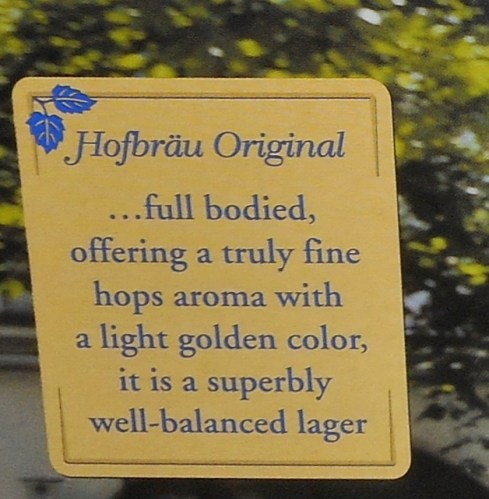 Hofbräu Original
...full bodied,
offering a truly fine
hops aroma with
a light golden color,
it is a superbly
well-balanced lager